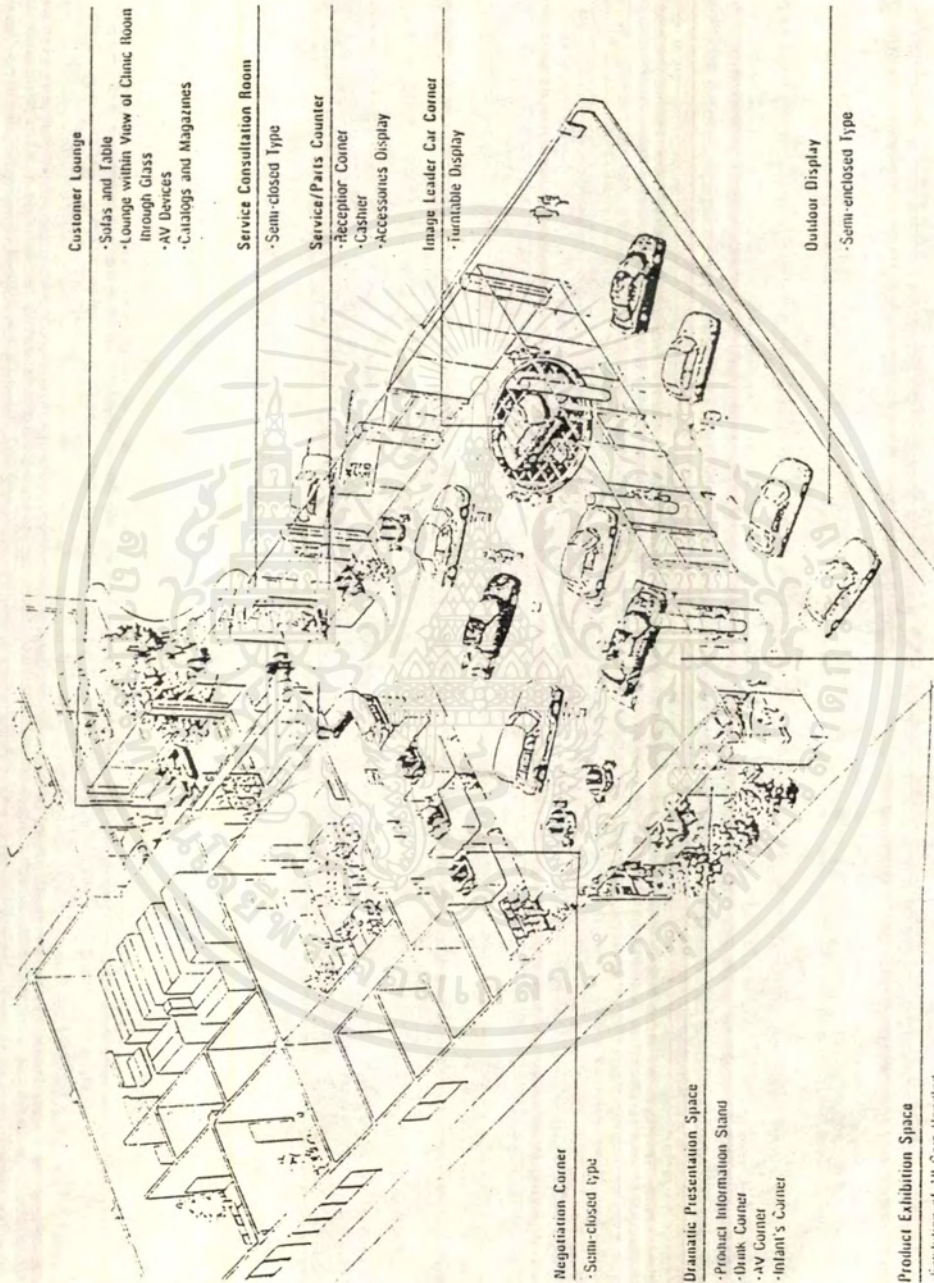 Customer Lounge
·Sofas and Table
·Lounge within View of Clinic Room
through Glass
·AV Devices
·Catalogs and Magazines
Service Consultation Room
·Semi-closed Type
Service/Parts Counter
·Reception Corner
·Cashier
·Accessories Display
Image Leader Car Corner
·Turntable Display
Outdoor Display
·Semi-enclosed Type
Negotiation Corner
·Semi-closed Type
Dramatic Presentation Space
·Product Information Stand
·Drink Corner
·AV Corner
·Infant's Corner
Product Exhibition Space